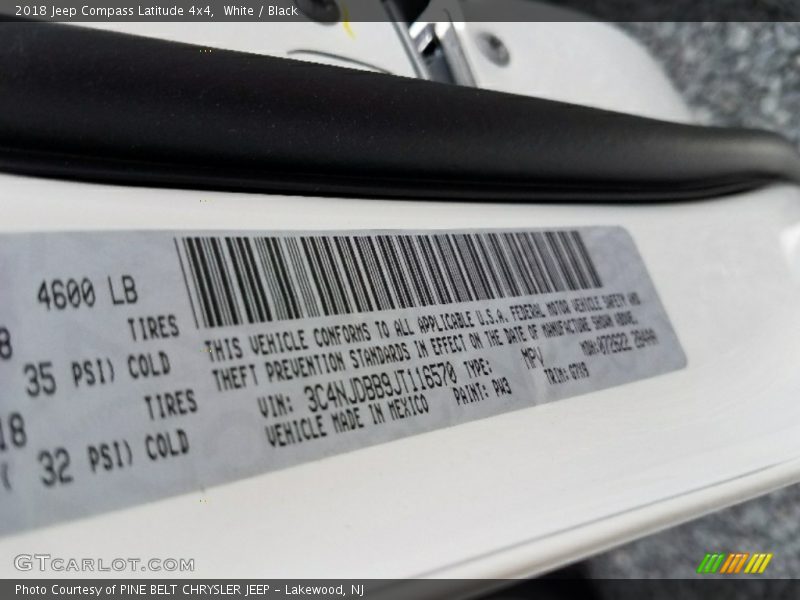 2018 Jeep Compass Latitude 4x4, White / Black
4600 LB
TIRES
35 PSI) COLD
18 TIRES
( 32 PSI) COLD
THIS VEHICLE CONFORMS TO ALL APPLICABLE U.S.A. FEDERAL MOTOR VEHICLE SAFETY AND
THEFT PREVENTION STANDARDS IN EFFECT ON THE DATE OF MANUFACTURE SHOWN ABOVE.
VIN: 3C4NJDBB9JT116570 TYPE: MPV MDH:
VEHICLE MADE IN MEXICO PAINT: PW3 TRIM:
GTCARLOT.COM
Photo Courtesy of PINE BELT CHRYSLER JEEP - Lakewood, NJ